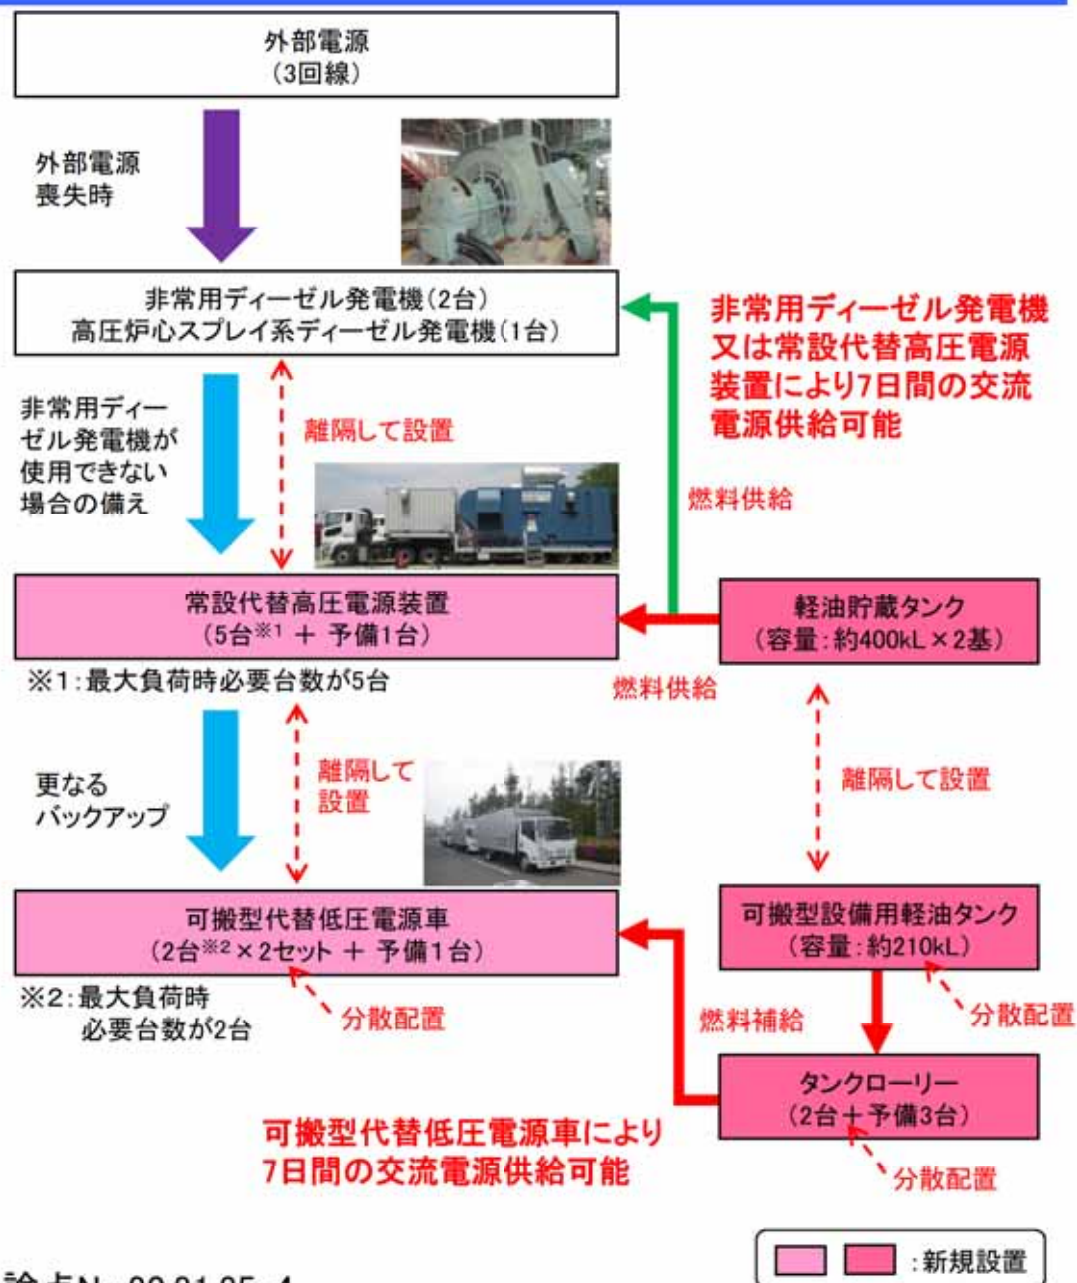 外部電源
(3回線)
外部電源
喪失時
非常用ディーゼル発電機(2台)
高圧炉心スプレイ系ディーゼル発電機(1台)
非常用ディーゼル発電機
又は常設代替高圧電源
装置により7日間の交流
電源供給可能
非常用ディー
ゼル発電機が
使用できない
場合の備え
離隔して設置
燃料供給
常設代替高圧電源装置
(5台※1 + 予備1台)
軽油貯蔵タンク
(容量:約400kL×2基)
※1:最大負荷時必要台数が5台
燃料供給
更なる
バックアップ
離隔して
設置
離隔して設置
可搬型代替低圧電源車
(2台※2×2セット + 予備1台)
可搬型設備用軽油タンク
(容量:約210kL)
※2:最大負荷時
必要台数が2台
分散配置
燃料補給
分散配置
タンクローリー
(2台+予備3台)
可搬型代替低圧電源車により
7日間の交流電源供給可能
分散配置
:新規設置